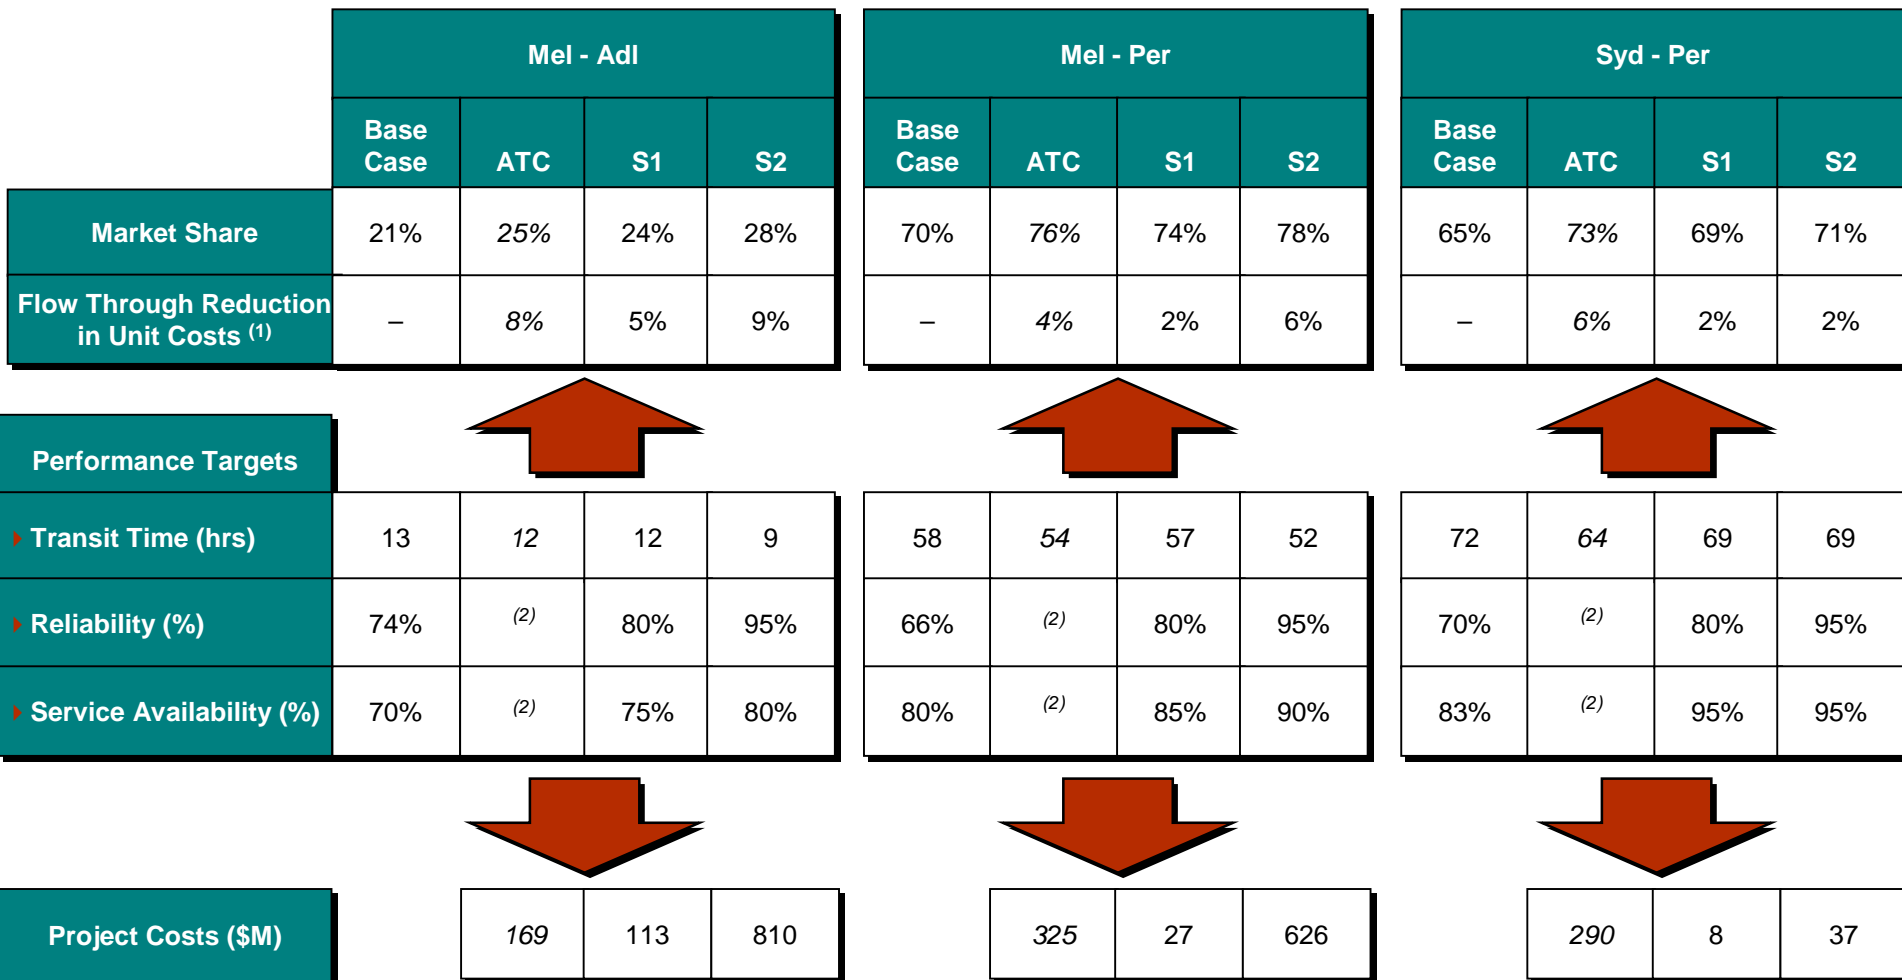 Mel - Adl Mel - Per Syd - Per
Base Case ATC S1 S2 Base Case ATC S1 S2 Base Case ATC S1 S2
Market Share 21% 25% 24% 28% 70% 76% 74% 78% 65% 73% 69% 71%
Flow Through Reduction
in Unit Costs (1) – 8% 5% 9% – 4% 2% 6% – 6% 2% 2%
Performance Targets
Transit Time (hrs) 13 12 12 9 58 54 57 52 72 64 69 69
Reliability (%) 74% (2) 80% 95% 66% (2) 80% 95% 70% (2) 80% 95%
Service Availability (%) 70% (2) 75% 80% 80% (2) 85% 90% 83% (2) 95% 95%
Project Costs ($M) 169 113 810 325 27 626 290 8 37